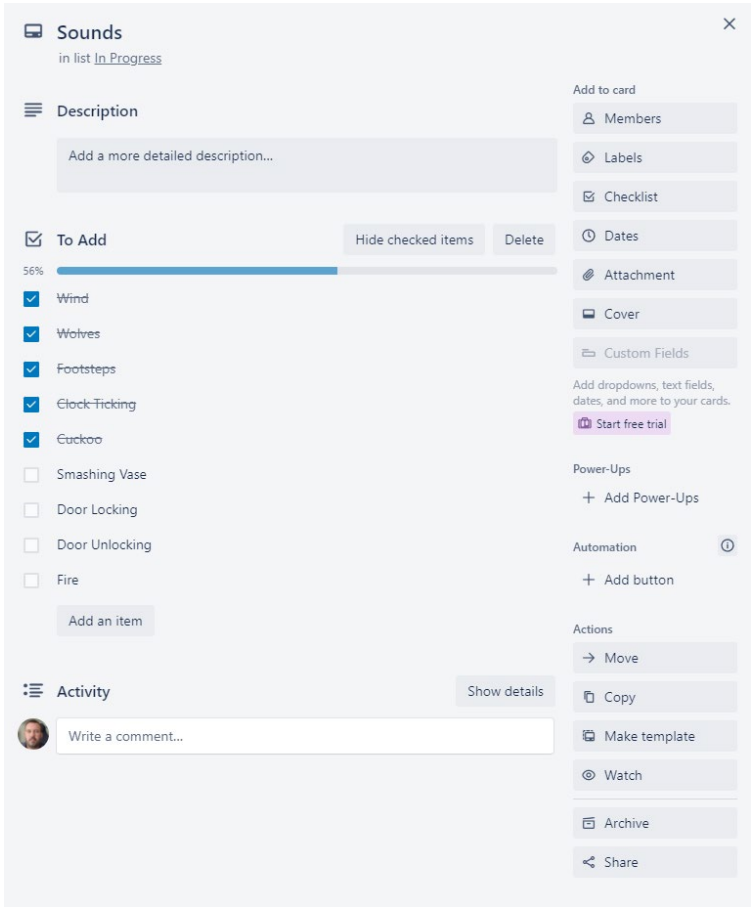 Sounds
in list In Progress
Description
Add a more detailed description...
To Add
Hide checked items
Delete
56%
Wind
Wolves
Footsteps
Clock Ticking
Cuckoo
Smashing Vase
Door Locking
Door Unlocking
Fire
Add an item
Activity
Show details
Write a comment...
Add to card
Members
Labels
Checklist
Dates
Attachment
Cover
Custom Fields
Add dropdowns, text fields,
dates, and more to your cards.
Start free trial
Power-Ups
+ Add Power-Ups
Automation
+ Add button
Actions
Move
Copy
Make template
Watch
Archive
Share